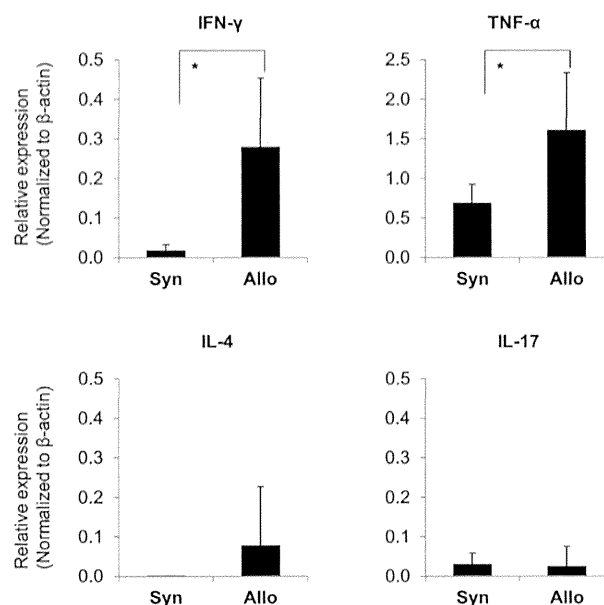 IFN-γ
TNF-α
Relative expression
(Normalized to β-actin)
0.5
0.4
0.3
0.2
0.1
0.0
*
Syn
Allo
2.5
2.0
1.5
1.0
0.5
0.0
*
Syn
Allo
IL-4
IL-17
Relative expression
(Normalized to β-actin)
0.5
0.4
0.3
0.2
0.1
0.0
Syn
Allo
0.5
0.4
0.3
0.2
0.1
0.0
Syn
Allo